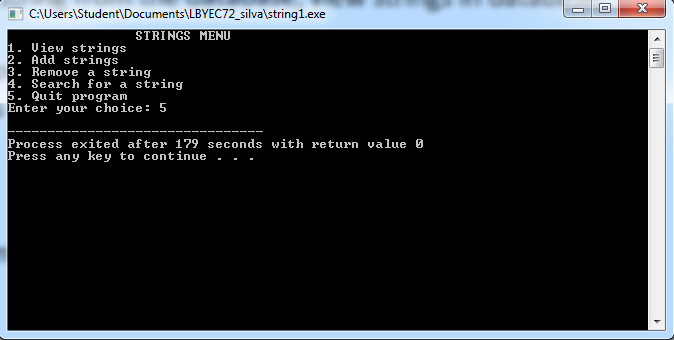 C:\Users\Student\Documents\LBYEC72_silva\string1.exe
STRINGS MENU
1. View strings
2. Add strings
3. Remove a string
4. Search for a string
5. Quit program
Enter your choice: 5
--------------------------------
Process exited after 179 seconds with return value 0
Press any key to continue . . .